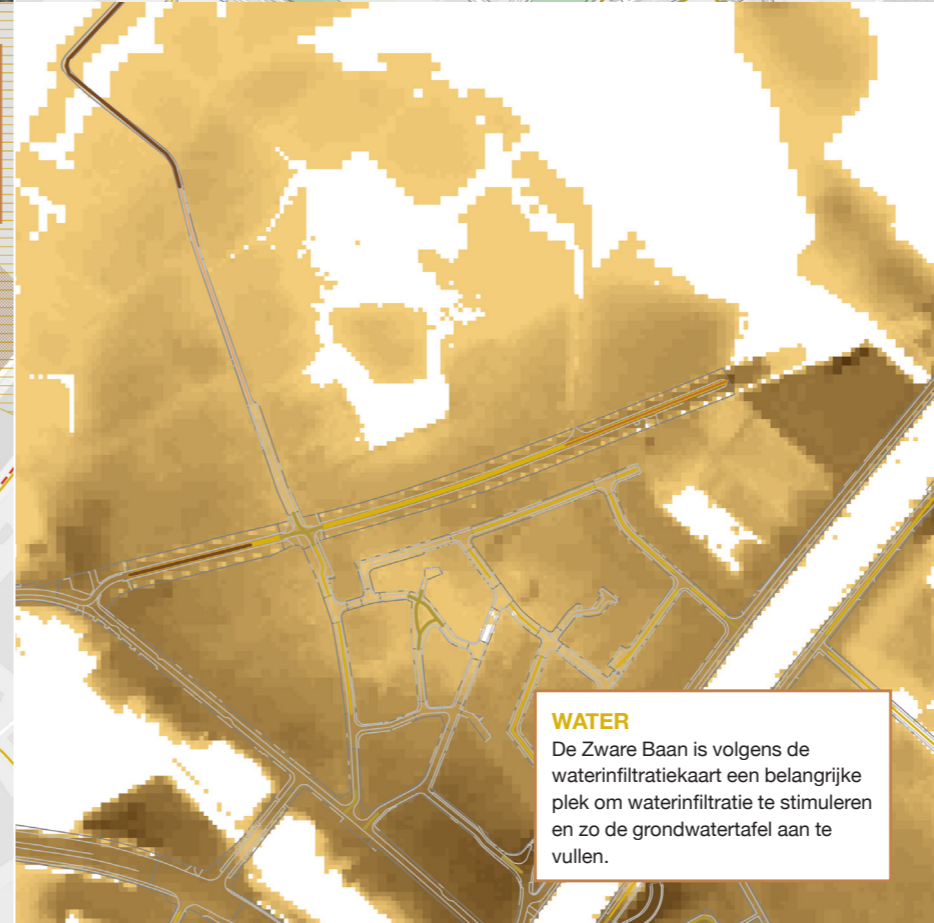 WATER
De Zware Baan is volgens de
waterinfiltratiekaart een belangrijke
plek om waterinfiltratie te stimuleren
en zo de grondwatertafel aan te
vullen.